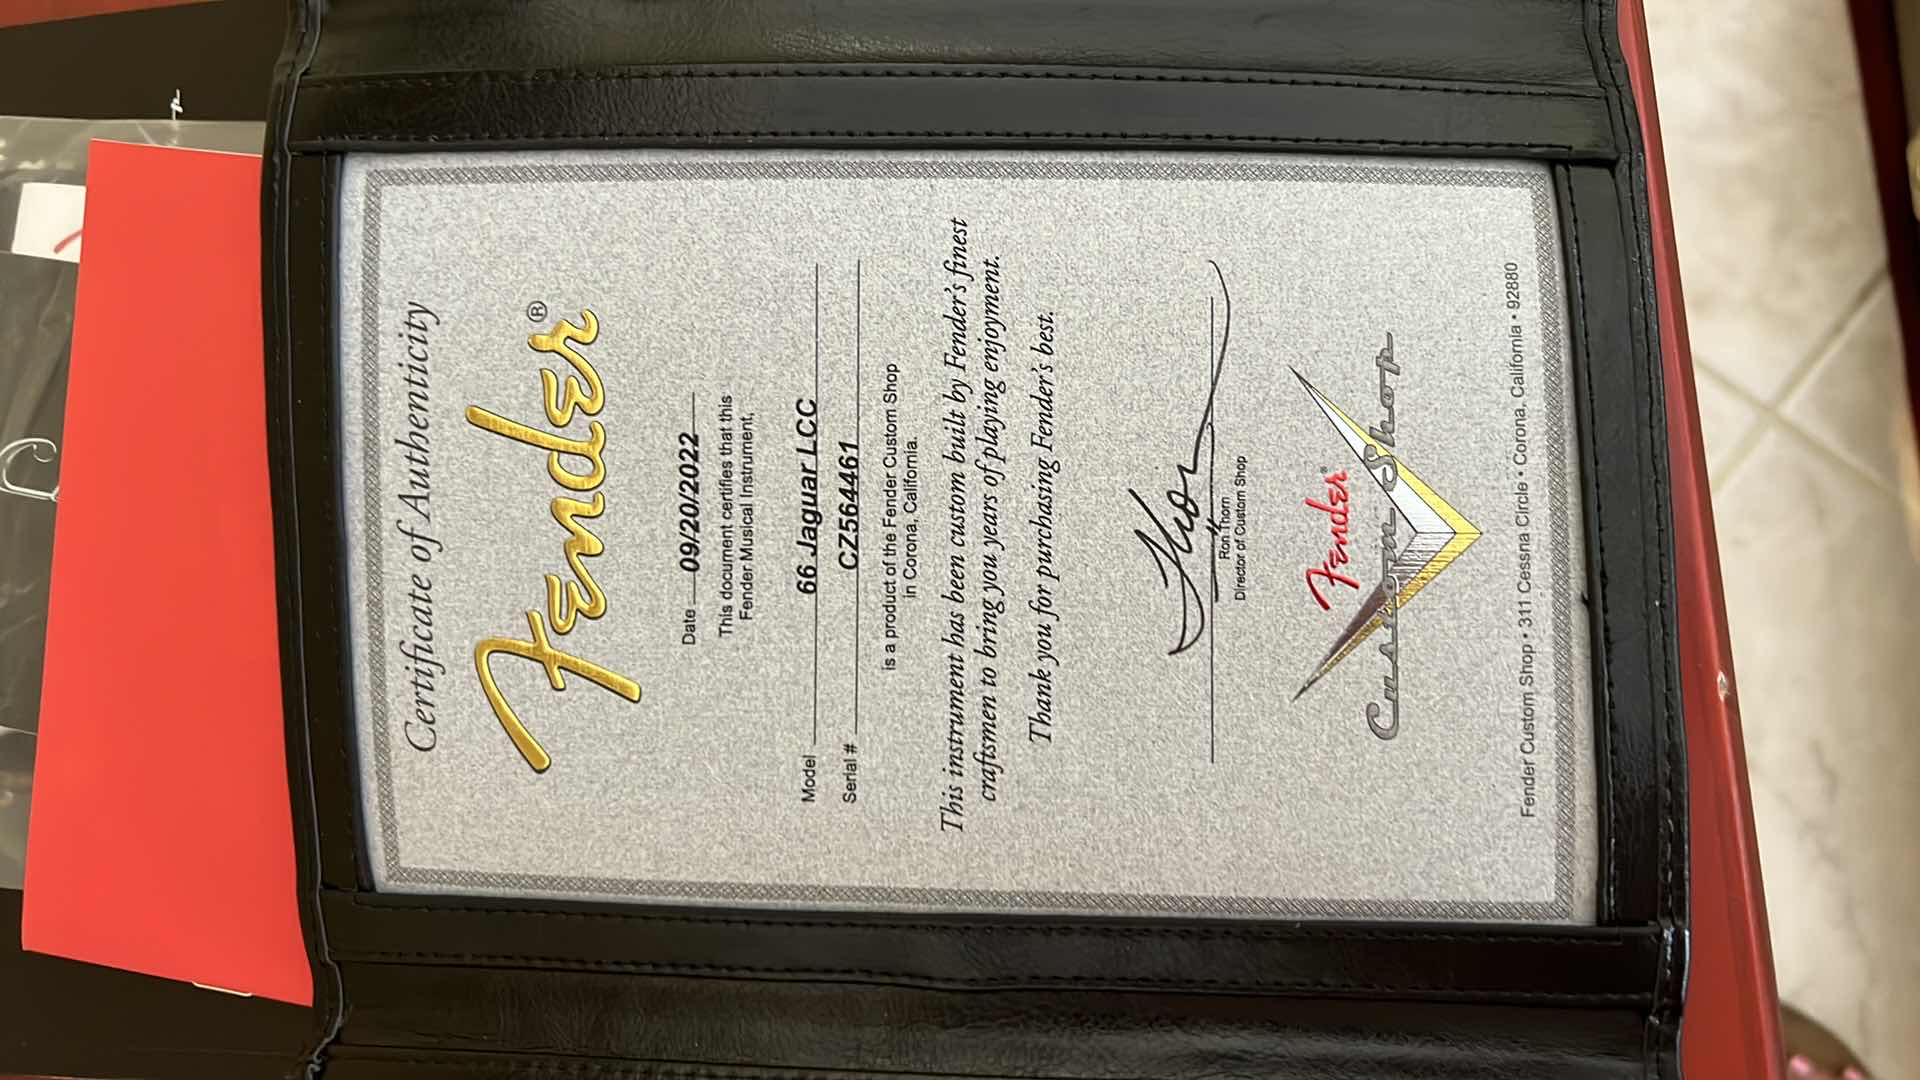 Certificate of Authenticity
Fender®
Date 09/20/2022
This document certifies that this
Fender Musical Instrument,
Model 66 Jaguar LCC
Serial # CZ564461
is a product of the Fender Custom Shop
in Corona, California.
This instrument has been custom built by Fender's finest
craftsmen to bring you years of playing enjoyment.
Thank you for purchasing Fender's best.
Ron Thorn
Director of Custom Shop
Fender®
Custom Shop
Fender Custom Shop • 311 Cessna Circle • Corona, California • 92880